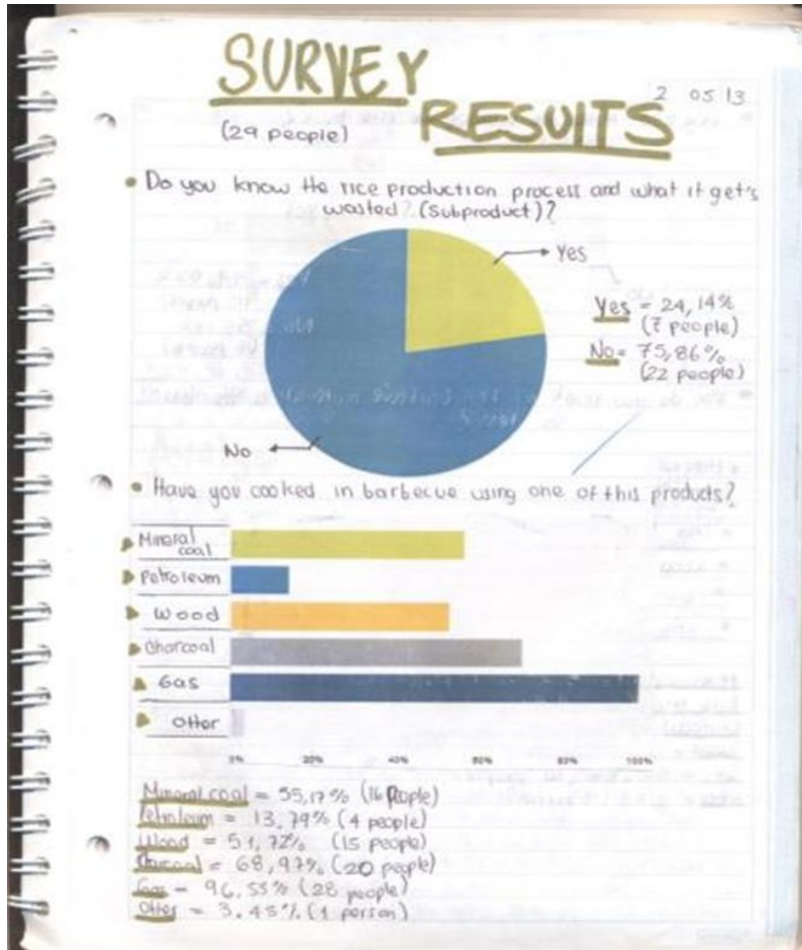 SURVEY
2 05 13
RESUITS
(29 people)
• Do you know the rice production process and what it get's
wasted? (Subproduct)?
Yes
Yes = 24,14%
(7 people)
No = 75,86%
(22 people)
No
• Have you cooked in barbecue using one of this products?
Mineral
coal
Petroleum
Wood
Charcoal
Gas
Otter
0% 20% 40% 60% 80% 100%
Mineral coal = 55,17% (16 People)
Petroleum = 13.79% (4 people)
Wood = 51,72% (15 people)
Charcoal = 68,97% (20 people)
Gas = 96.55% (28 people)
Otter = 3.45% (1 person)